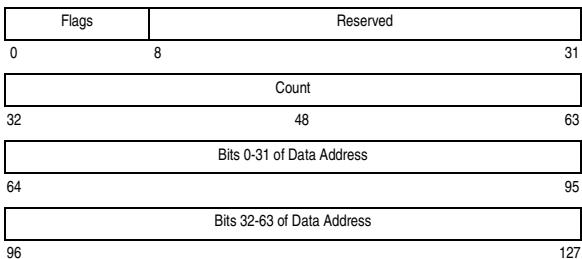 Flags Reserved
0 8 31
Count
32 48 63
Bits 0-31 of Data Address
64 95
Bits 32-63 of Data Address
96 127